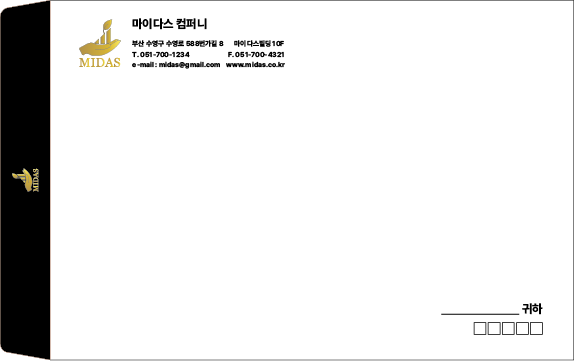 마이다스 컴퍼니
부산 수영구 수영로 588번가길 8 마이다스빌딩 10F
T. 051-700-1234 F. 051-700-4321
e-mail : midas@gmail.com www.midas.co.kr
MIDAS
MIDAS
귀하